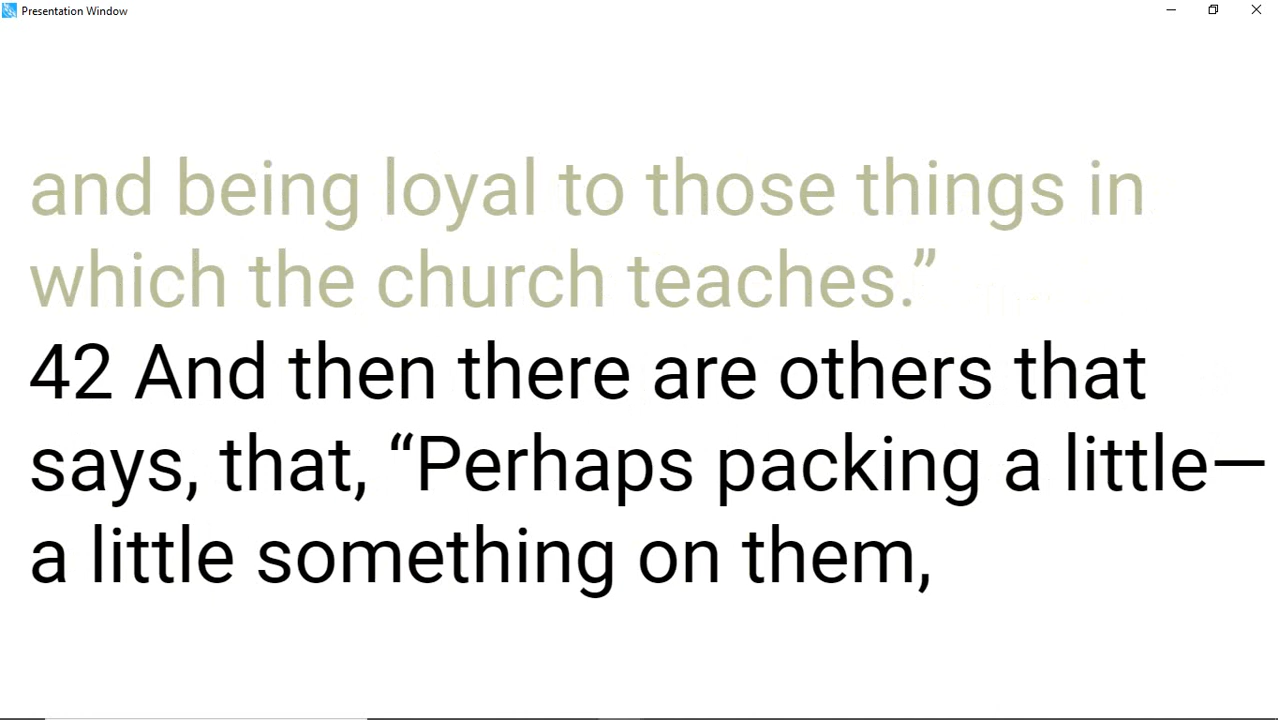 Presentation Window
and being loyal to those things in
which the church teaches.”
42 And then there are others that
says, that, “Perhaps packing a little—
a little something on them,